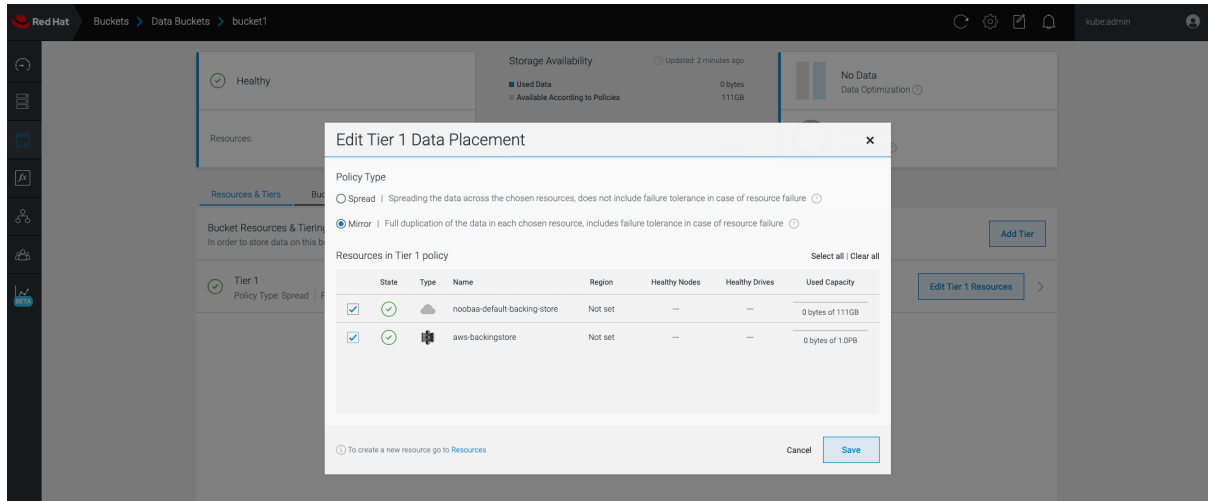 Red Hat Buckets > Data Buckets > bucket1 kube:admin
Storage Availability Updated: 2 minutes ago
Healthy
Used Data 0 bytes
Available According to Policies 111GB
No Data
Data Optimization
Resources:
Edit Tier 1 Data Placement
Policy Type
Spread | Spreading the data across the chosen resources, does not include failure tolerance in case of resource failure
Mirror | Full duplication of the data in each chosen resource, includes failure tolerance in case of resource failure
Resources in Tier 1 policy Select all | Clear all
State Type Name Region Healthy Nodes Healthy Drives Used Capacity
noobaa-default-backing-store Not set — — 0 bytes of 111GB
aws-backingstore Not set — — 0 bytes of 1.0PB
To create a new resource go to Resources Cancel Save
Resources & Tiers Buc
Bucket Resources & Tiering
In order to store data on this b
Add Tier
Tier 1
Policy Type: Spread |
Edit Tier 1 Resources
BETA